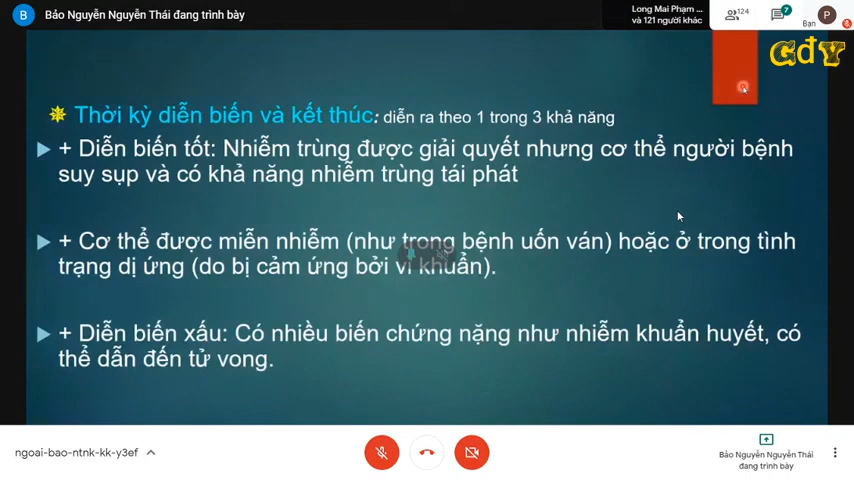 B Bảo Nguyễn Nguyễn Thái đang trình bày
Long Mai Phạm ...
và 121 người khác
124
7
P
Bạn
GđY
Thời kỳ diễn biến và kết thúc: diễn ra theo 1 trong 3 khả năng
+ Diễn biến tốt: Nhiễm trùng được giải quyết nhưng cơ thể người bệnh
suy sụp và có khả năng nhiễm trùng tái phát
+ Cơ thể được miễn nhiễm (như trong bệnh uốn ván) hoặc ở trong tình
trạng dị ứng (do bị cảm ứng bởi vi khuẩn).
+ Diễn biến xấu: Có nhiều biến chứng nặng như nhiễm khuẩn huyết, có
thể dẫn đến tử vong.
ngoai-bao-ntnk-kk-y3ef
Bảo Nguyễn Nguyễn Thái
đang trình bày